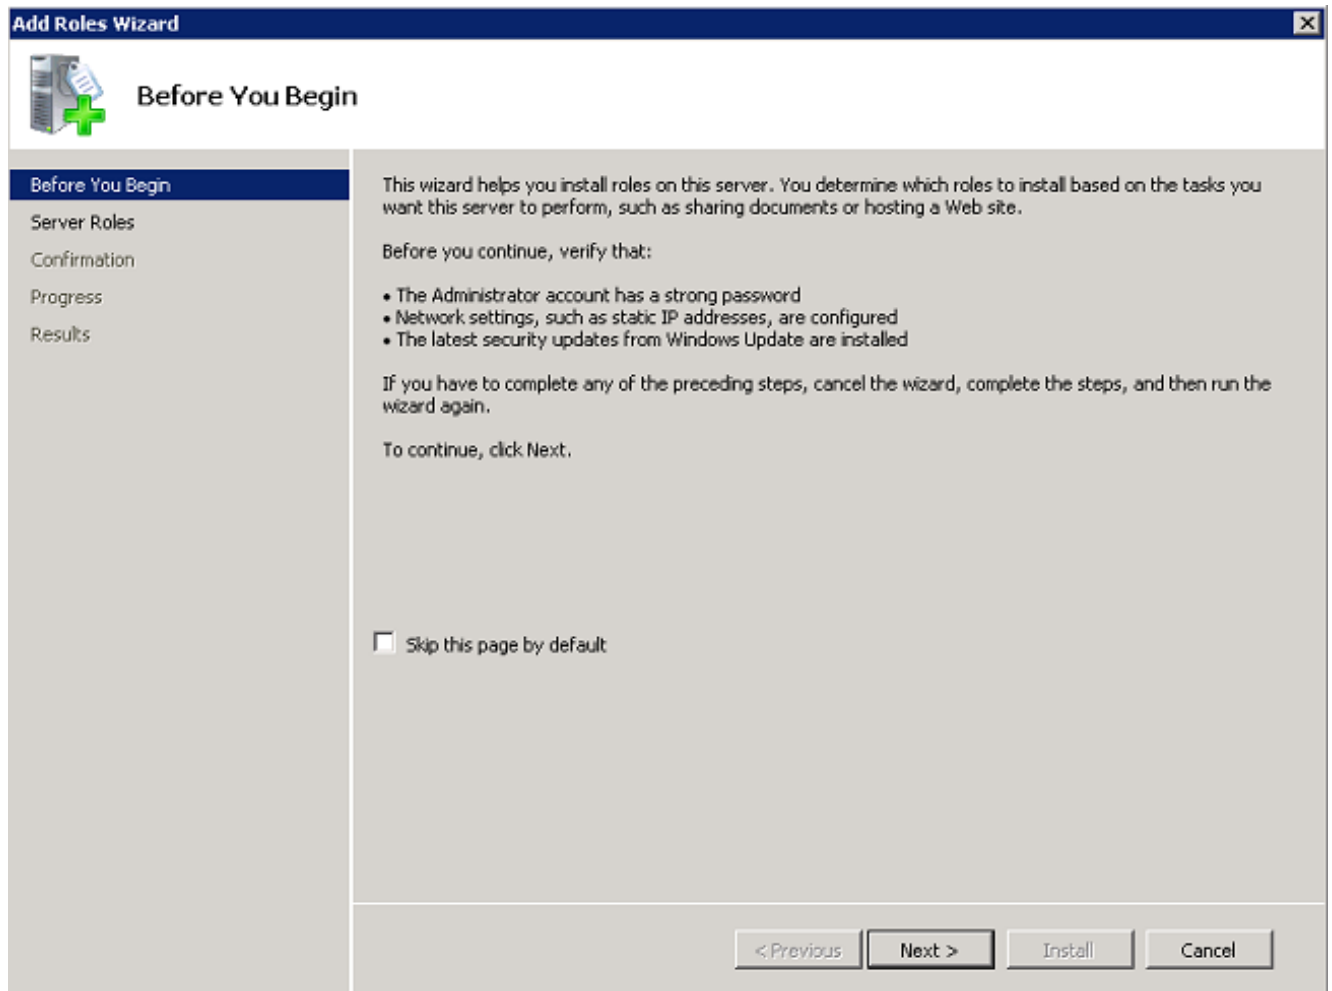 Add Roles Wizard
Before You Begin
Before You Begin
Server Roles
Confirmation
Progress
Results
This wizard helps you install roles on this server. You determine which roles to install based on the tasks you
want this server to perform, such as sharing documents or hosting a Web site.
Before you continue, verify that:
• The Administrator account has a strong password
• Network settings, such as static IP addresses, are configured
• The latest security updates from Windows Update are installed
If you have to complete any of the preceding steps, cancel the wizard, complete the steps, and then run the
wizard again.
To continue, click Next.
Skip this page by default
< Previous
Next >
Install
Cancel